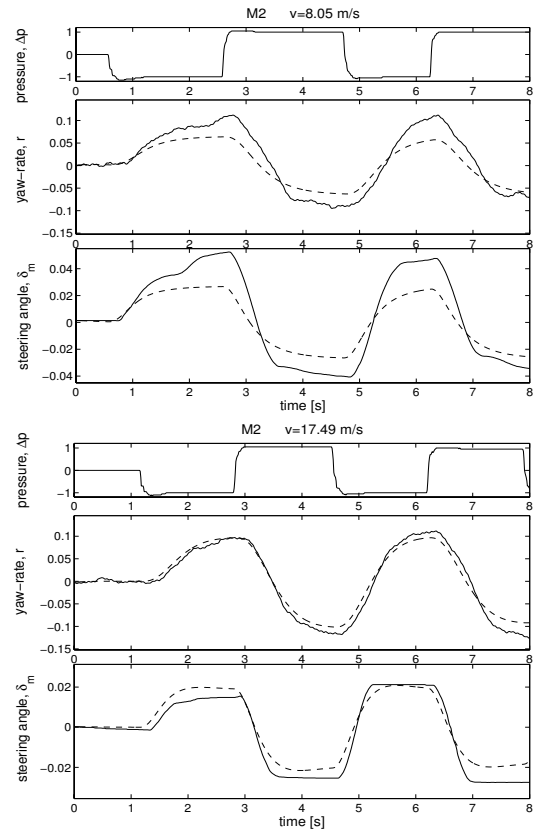 M2 v=8.05 m/s
pressure, Δp
1
0
−1
0 1 2 3 4 5 6 7 8
yaw−rate, r
0.1
0.05
0
−0.05
−0.1
−0.15
0 1 2 3 4 5 6 7 8
steering angle, δm
0.04
0.02
0
−0.02
−0.04
0 1 2 3 4 5 6 7 8
time [s]
M2 v=17.49 m/s
pressure, Δp
1
0
−1
0 1 2 3 4 5 6 7 8
yaw−rate, r
0.1
0.05
0
−0.05
−0.1
−0.15
0 1 2 3 4 5 6 7 8
steering angle, δm
0.02
0
−0.02
0 1 2 3 4 5 6 7 8
time [s]